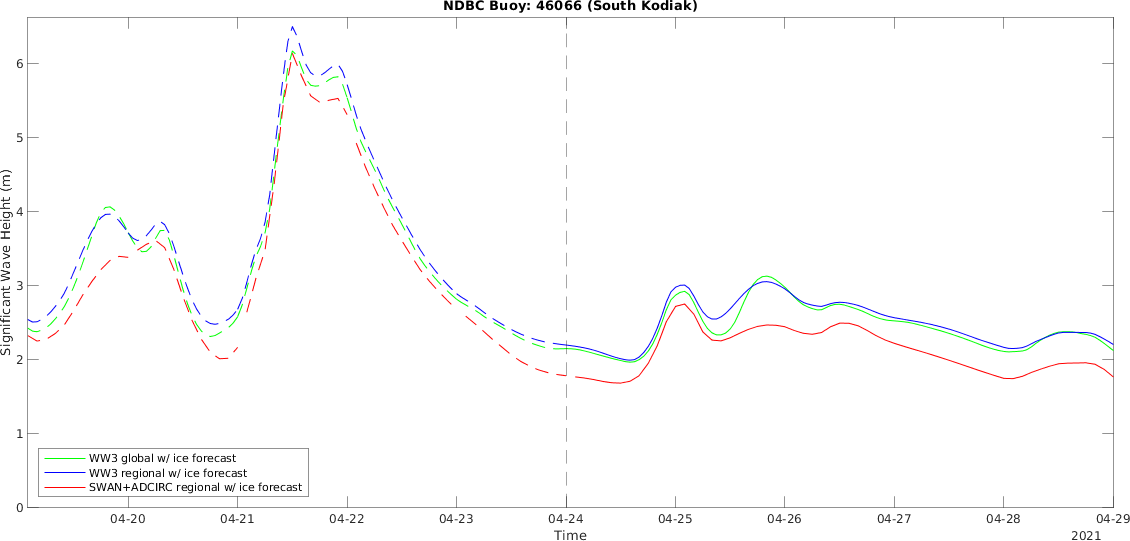 NDBC Buoy: 46066 (South Kodiak)
Significant Wave Height (m)
6
5
4
3
2
1
0
WW3 global w/ ice forecast
WW3 regional w/ ice forecast
SWAN+ADCIRC regional w/ ice forecast
04-20 04-21 04-22 04-23 04-24 04-25 04-26 04-27 04-28 04-29
Time
2021